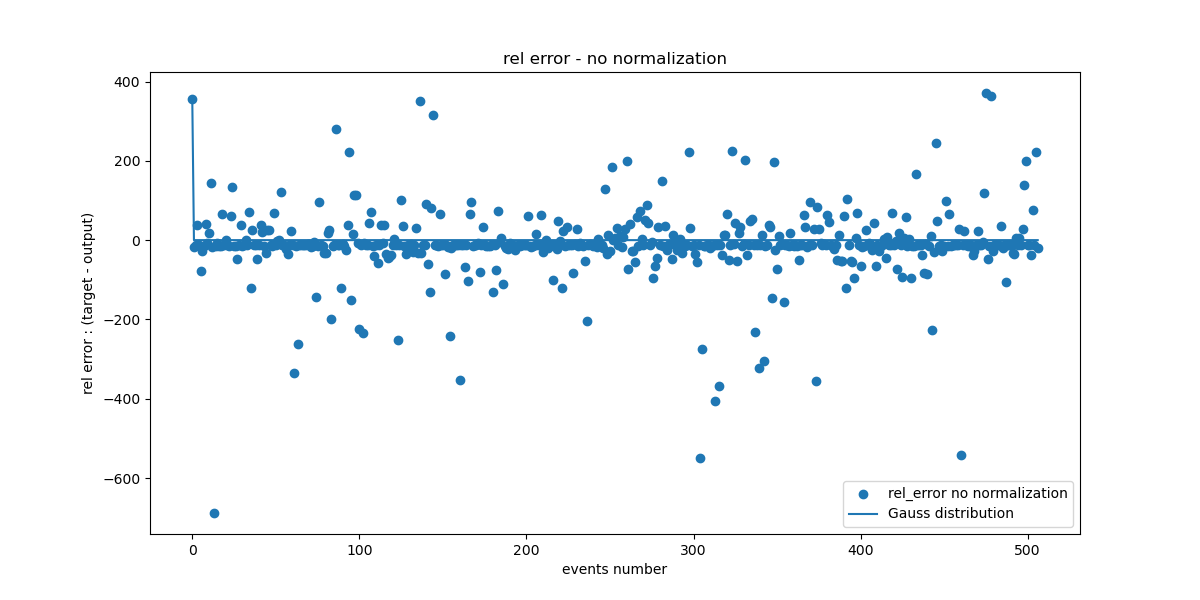 rel error - no normalization
rel error : (target - output)
400
200
0
−200
−400
−600
0
100
200
300
400
500
events number
rel_error no normalization
Gauss distribution